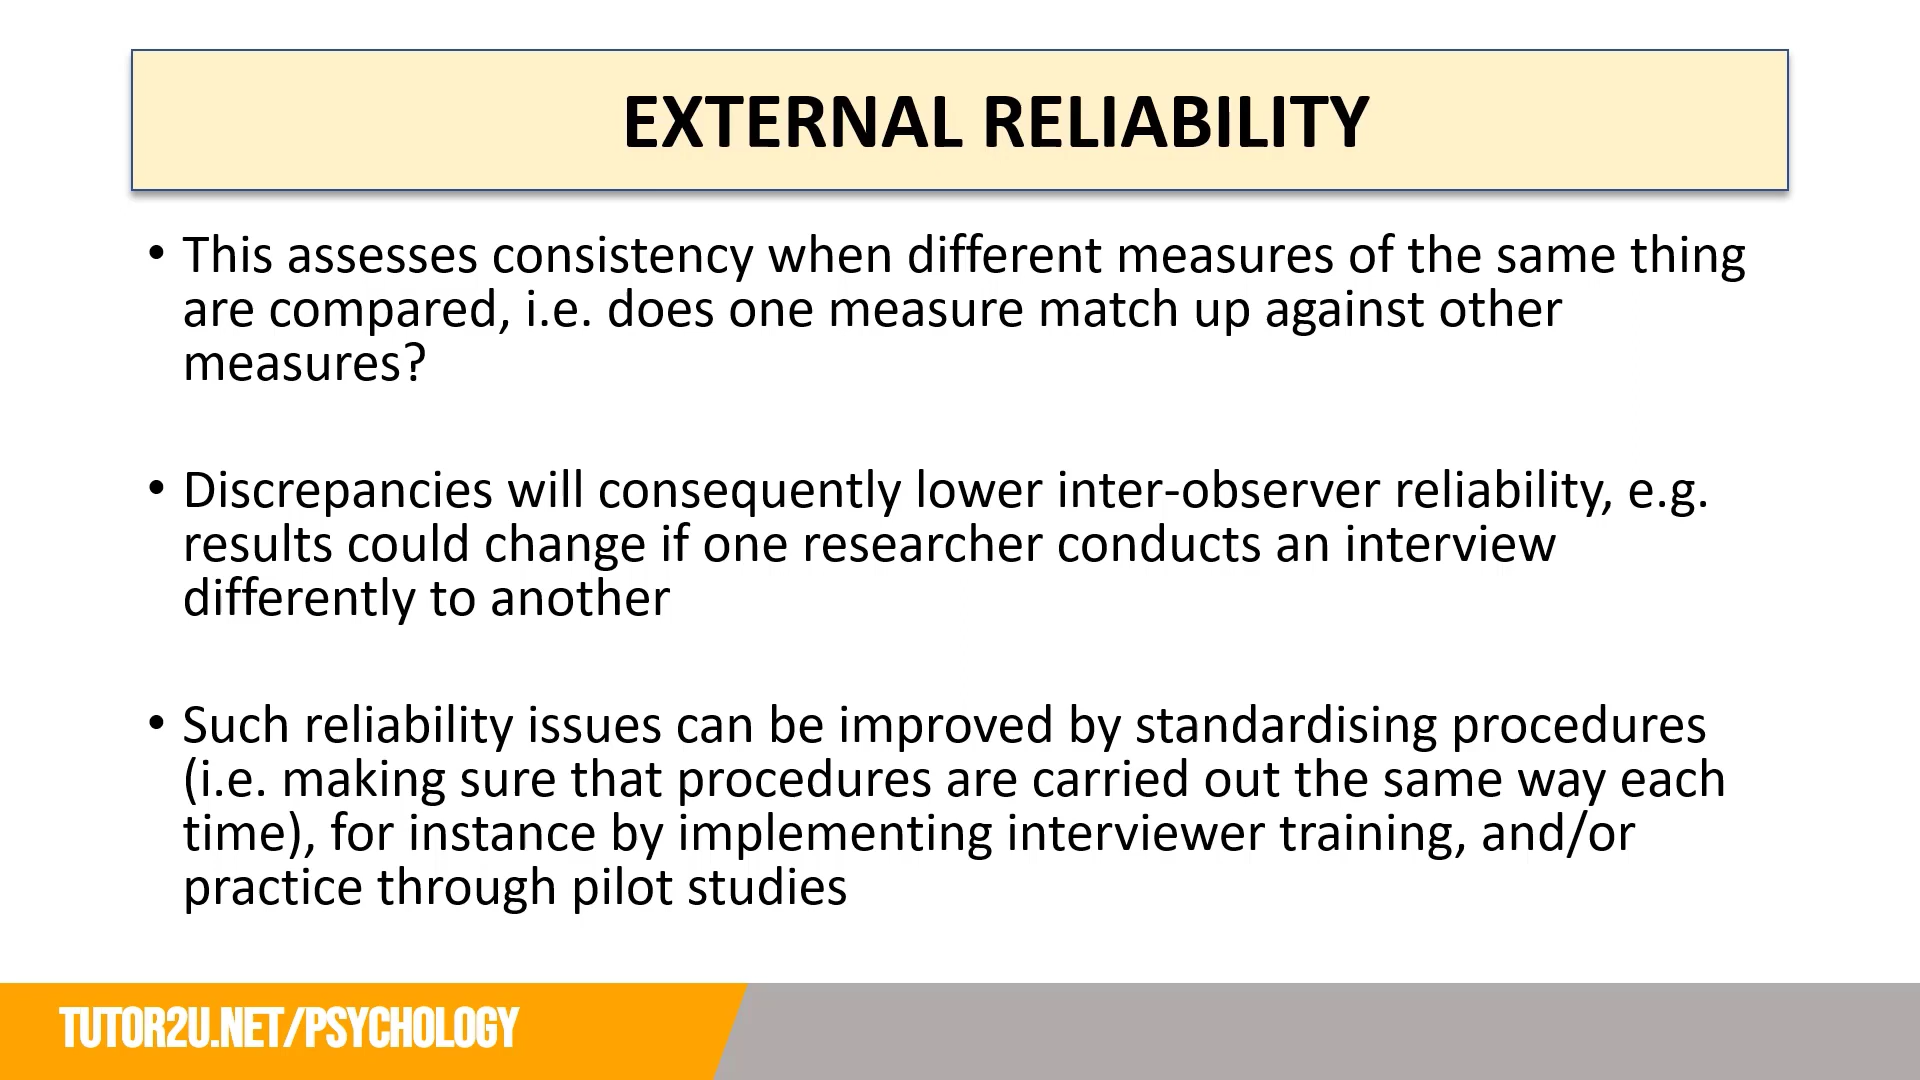 EXTERNAL RELIABILITY
• This assesses consistency when different measures of the same thing
are compared, i.e. does one measure match up against other
measures?
• Discrepancies will consequently lower inter-observer reliability, e.g.
results could change if one researcher conducts an interview
differently to another
• Such reliability issues can be improved by standardising procedures
(i.e. making sure that procedures are carried out the same way each
time), for instance by implementing interviewer training, and/or
practice through pilot studies
TUTOR2U.NET/PSYCHOLOGY